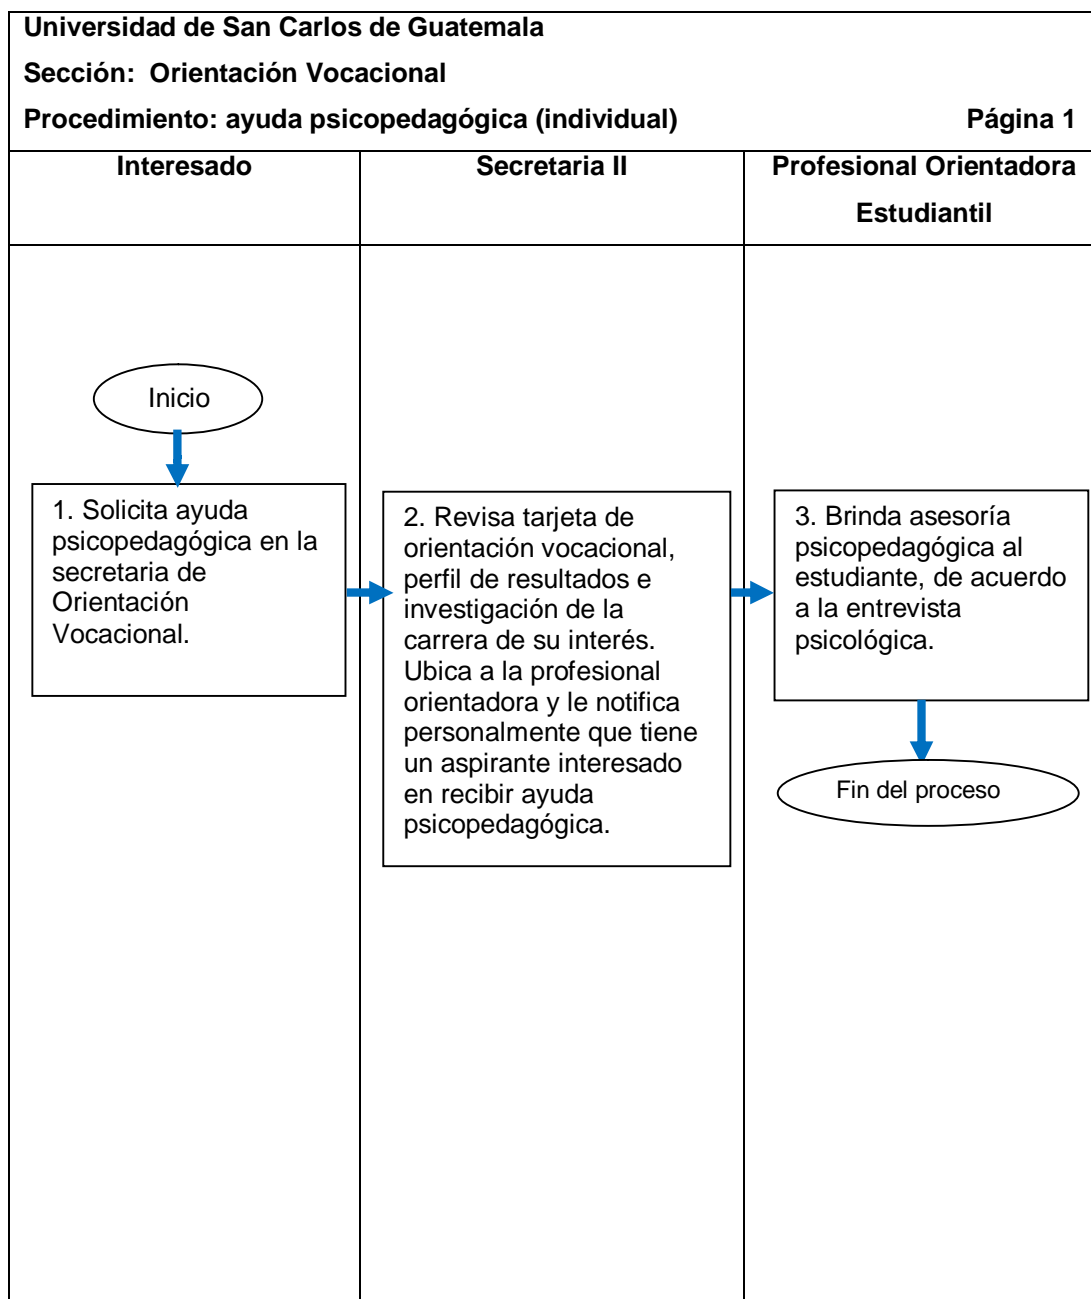 Universidad de San Carlos de Guatemala
Sección:  Orientación Vocacional
Procedimiento: ayuda psicopedagógica (individual) Página 1
Interesado
Secretaria II
Profesional Orientadora
Estudiantil
Inicio
1. Solicita ayuda
psicopedagógica en la
secretaria de
Orientación
Vocacional.
2. Revisa tarjeta de
orientación vocacional,
perfil de resultados e
investigación de la
carrera de su interés.
Ubica a la profesional
orientadora y le notifica
personalmente que tiene
un aspirante interesado
en recibir ayuda
psicopedagógica.
3. Brinda asesoría
psicopedagógica al
estudiante, de acuerdo
a la entrevista
psicológica.
Fin del proceso